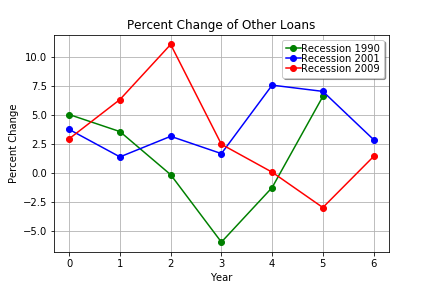 Percent Change of Other Loans
Recession 1990
Recession 2001
Recession 2009
Percent Change
10.0
7.5
5.0
2.5
0.0
−2.5
−5.0
0 1 2 3 4 5 6
Year